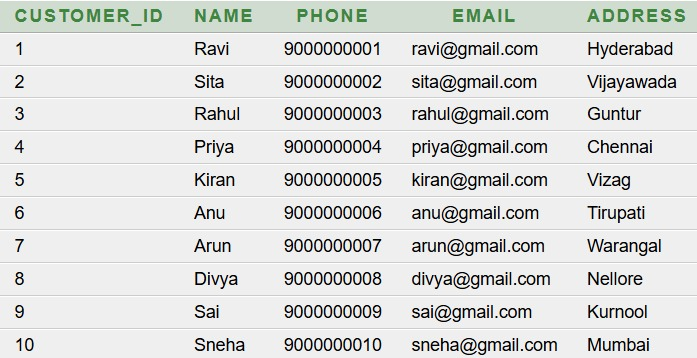 CUSTOMER_ID NAME PHONE EMAIL ADDRESS
1 Ravi 9000000001 ravi@gmail.com Hyderabad
2 Sita 9000000002 sita@gmail.com Vijayawada
3 Rahul 9000000003 rahul@gmail.com Guntur
4 Priya 9000000004 priya@gmail.com Chennai
5 Kiran 9000000005 kiran@gmail.com Vizag
6 Anu 9000000006 anu@gmail.com Tirupati
7 Arun 9000000007 arun@gmail.com Warangal
8 Divya 9000000008 divya@gmail.com Nellore
9 Sai 9000000009 sai@gmail.com Kurnool
10 Sneha 9000000010 sneha@gmail.com Mumbai